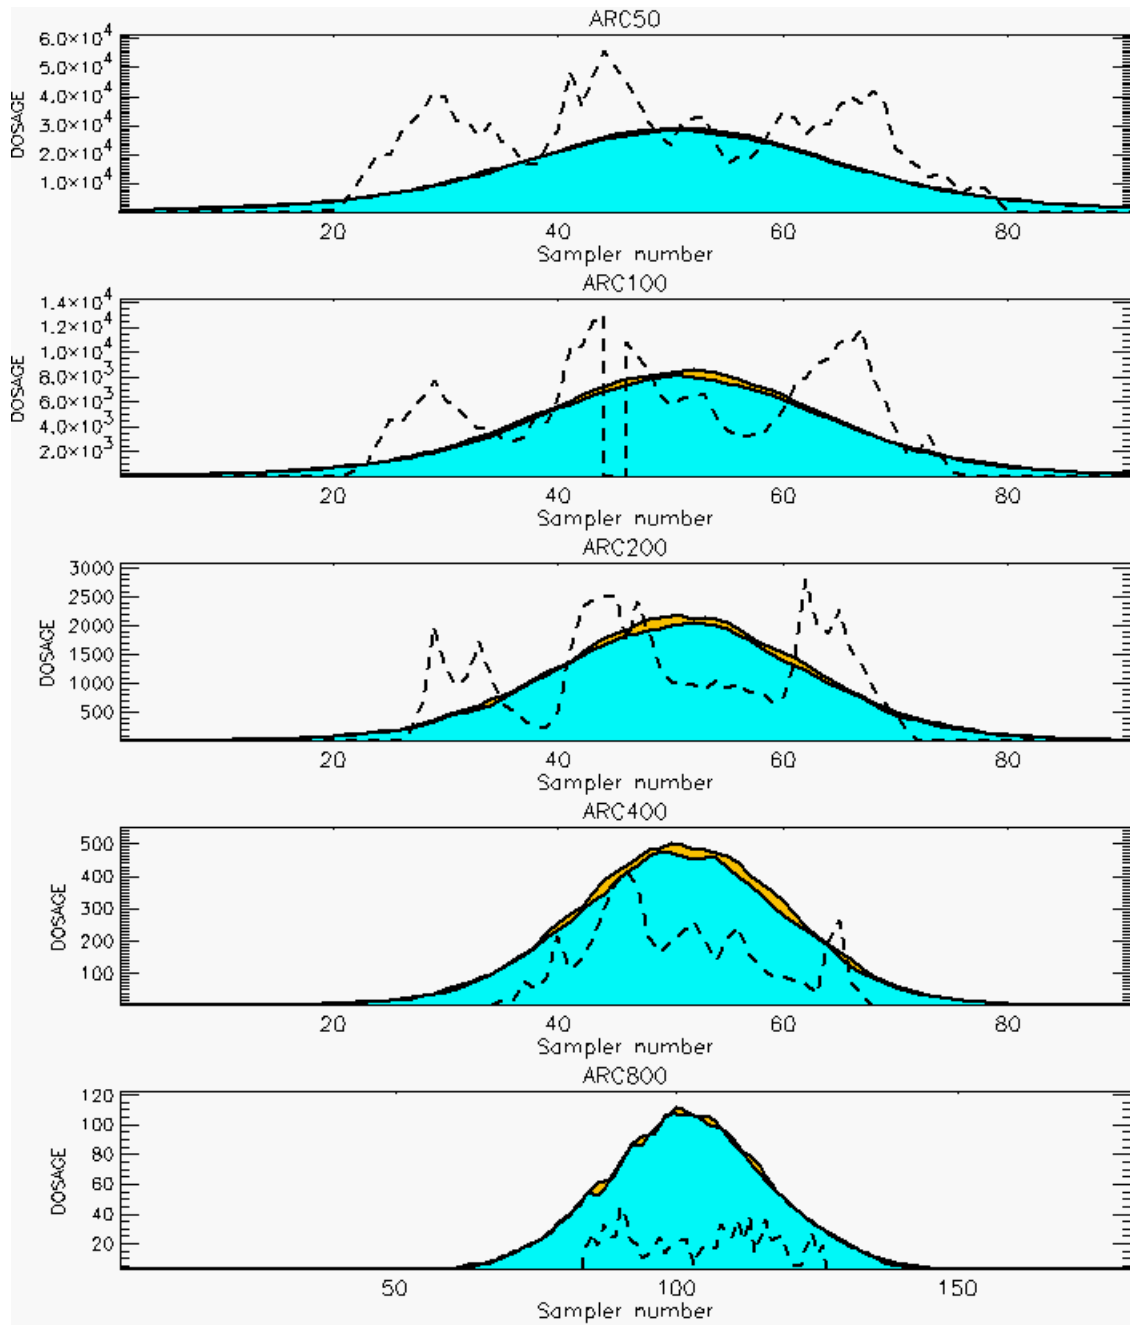 ARC50
6.0×10⁴
5.0×10⁴
4.0×10⁴
3.0×10⁴
2.0×10⁴
1.0×10⁴
DOSAGE
20 40 60 80
Sampler number
ARC100
1.4×10⁴
1.2×10⁴
1.0×10⁴
8.0×10³
6.0×10³
4.0×10³
2.0×10³
DOSAGE
20 40 60 80
Sampler number
ARC200
3000
2500
2000
1500
1000
500
DOSAGE
20 40 60 80
Sampler number
ARC400
500
400
300
200
100
DOSAGE
20 40 60 80
Sampler number
ARC800
120
100
80
60
40
20
DOSAGE
50 100 150
Sampler number